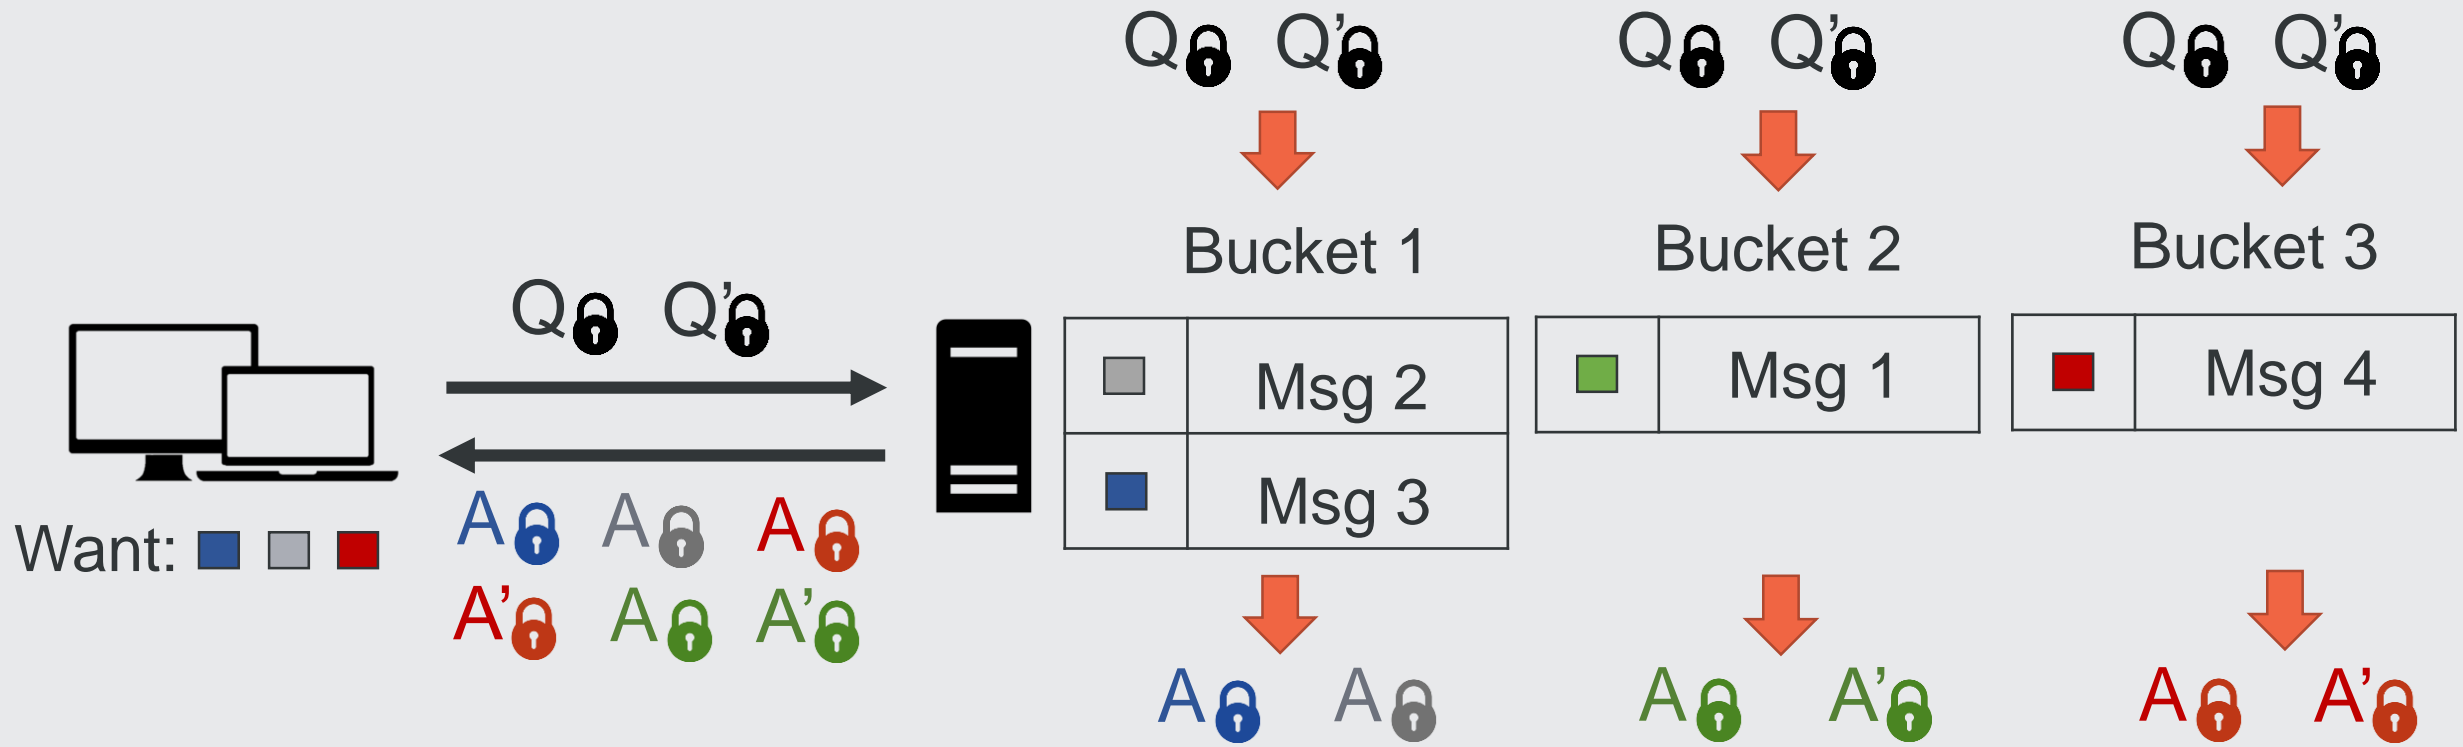 Q Q’ Q Q’ Q Q’
Bucket 1 Bucket 2 Bucket 3
Q Q’
Msg 2 Msg 1 Msg 4
Msg 3
A A A
Want:
A’ A A’
A A A A’ A A’